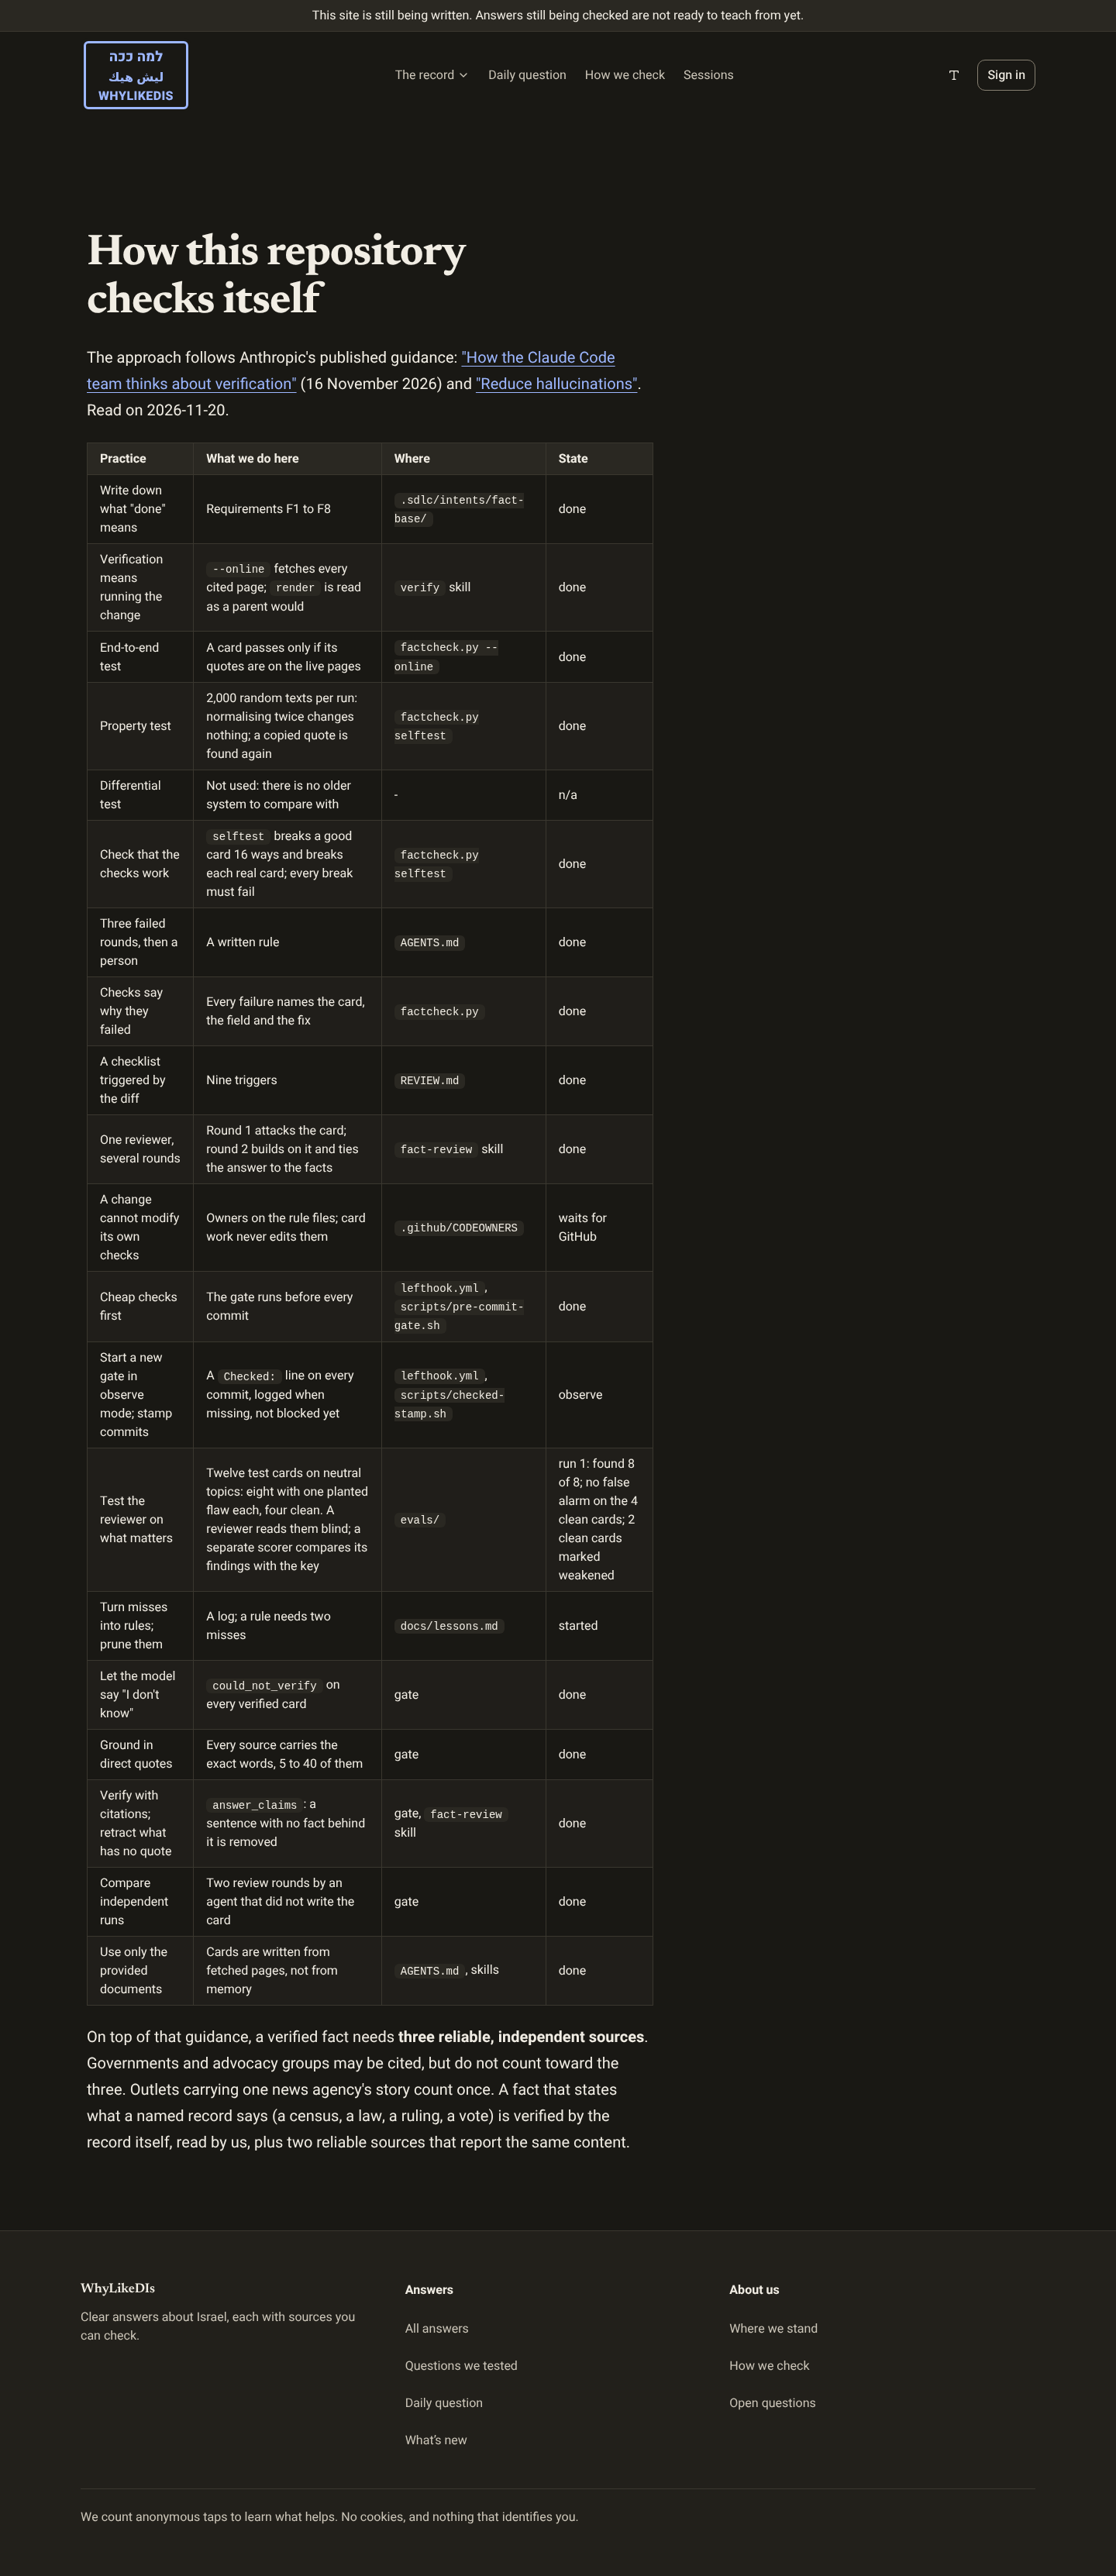 This site is still being written. Answers still being checked are not ready to teach from yet.
למה ככה
ليش هيك
WHYLIKEDIS
The record
Daily question
How we check
Sessions
T
Sign in
How this repository
checks itself
The approach follows Anthropic's published guidance: "How the Claude Code
team thinks about verification" (16 November 2026) and "Reduce hallucinations".
Read on 2026-11-20.
Practice
What we do here
Where
State
Write down
what "done"
means
Requirements F1 to F8
.sdlc/intents/fact-
base/
done
Verification
means
running the
change
--online fetches every
cited page; render is read
as a parent would
verify skill
done
End-to-end
test
A card passes only if its
quotes are on the live pages
factcheck.py --
online
done
Property test
2,000 random texts per run:
normalising twice changes
nothing; a copied quote is
found again
factcheck.py
selftest
done
Differential
test
Not used: there is no older
system to compare with
-
n/a
Check that the
checks work
selftest breaks a good
card 16 ways and breaks
each real card; every break
must fail
factcheck.py
selftest
done
Three failed
rounds, then a
person
A written rule
AGENTS.md
done
Checks say
why they
failed
Every failure names the card,
the field and the fix
factcheck.py
done
A checklist
triggered by
the diff
Nine triggers
REVIEW.md
done
One reviewer,
several rounds
Round 1 attacks the card;
round 2 builds on it and ties
the answer to the facts
fact-review skill
done
A change
cannot modify
its own
checks
Owners on the rule files; card
work never edits them
.github/CODEOWNERS
waits for
GitHub
Cheap checks
first
The gate runs before every
commit
lefthook.yml,
scripts/pre-commit-
gate.sh
done
Start a new
gate in
observe
mode; stamp
commits
A Checked: line on every
commit, logged when
missing, not blocked yet
lefthook.yml,
scripts/checked-
stamp.sh
observe
Test the
reviewer on
what matters
Twelve test cards on neutral
topics: eight with one planted
flaw each, four clean. A
reviewer reads them blind; a
separate scorer compares its
findings with the key
evals/
run 1: found 8
of 8; no false
alarm on the 4
clean cards; 2
clean cards
marked
weakened
Turn misses
into rules;
prune them
A log; a rule needs two
misses
docs/lessons.md
started
Let the model
say "I don't
know"
could_not_verify on
every verified card
gate
done
Ground in
direct quotes
Every source carries the
exact words, 5 to 40 of them
gate
done
Verify with
citations;
retract what
has no quote
answer_claims: a
sentence with no fact behind
it is removed
gate, fact-review
skill
done
Compare
independent
runs
Two review rounds by an
agent that did not write the
card
gate
done
Use only the
provided
documents
Cards are written from
fetched pages, not from
memory
AGENTS.md, skills
done
On top of that guidance, a verified fact needs three reliable, independent sources.
Governments and advocacy groups may be cited, but do not count toward the
three. Outlets carrying one news agency's story count once. A fact that states
what a named record says (a census, a law, a ruling, a vote) is verified by the
record itself, read by us, plus two reliable sources that report the same content.
WhyLikeDIs
Clear answers about Israel, each with sources you
can check.
Answers
All answers
Questions we tested
Daily question
What's new
About us
Where we stand
How we check
Open questions
We count anonymous taps to learn what helps. No cookies, and nothing that identifies you.